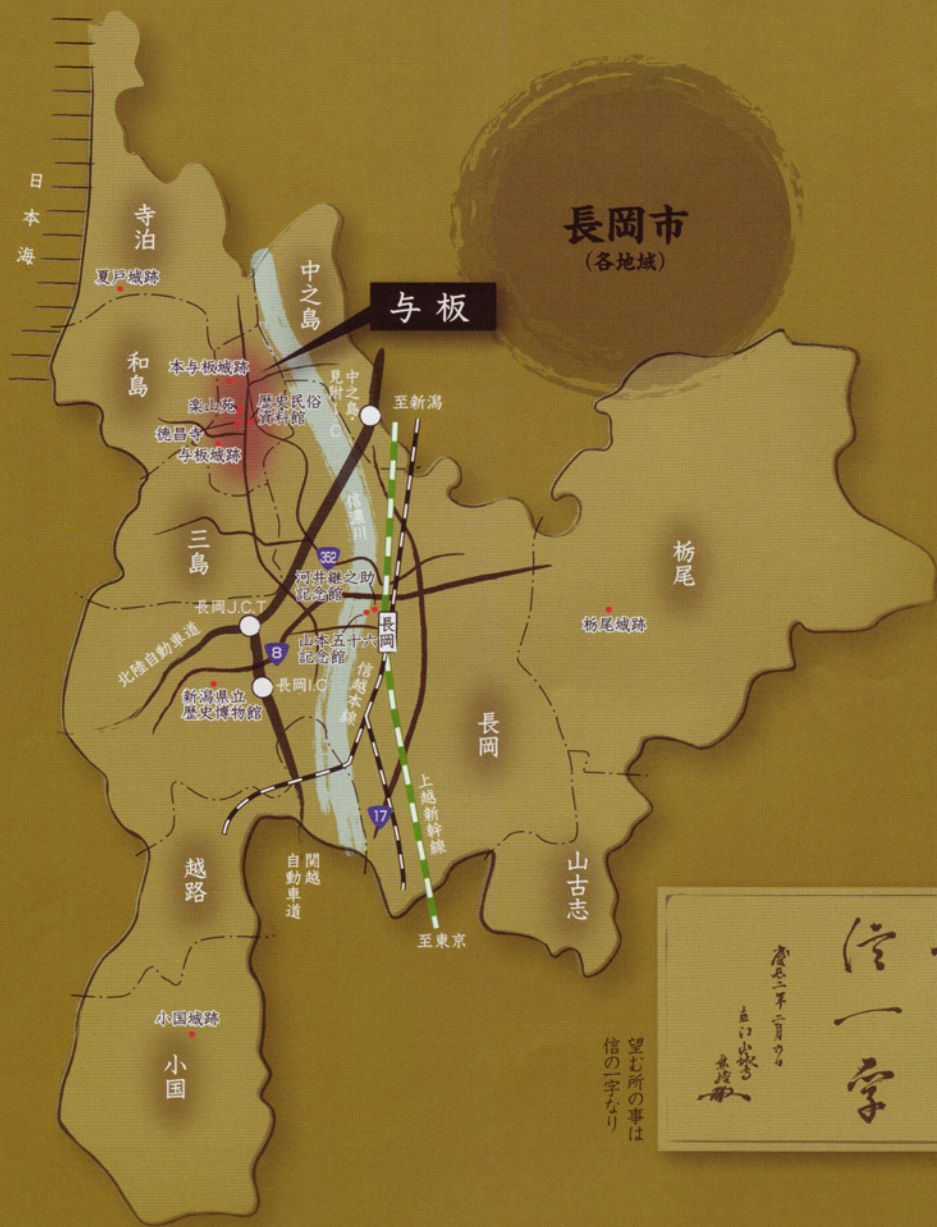 長岡市
(各地域)
日本海
寺泊
夏戸城跡
中之島
与板
和島
本与板城跡
楽山苑
歴史民俗
資料館
徳昌寺
与板城跡
中之島・
見附I.C
至新潟
信濃川
三島
352
河井継之助
記念館
長岡J.C.T
長岡
山本五十六
記念館
8
北陸自動車道
長岡I.C
信越本線
新潟県立
歴史博物館
栃尾
栃尾城跡
長岡
上越新幹線
17
越路
関越
自動車道
山古志
至東京
小国城跡
小国
信一字
慶長二年二月六日
望む所の事は
信の一字なり